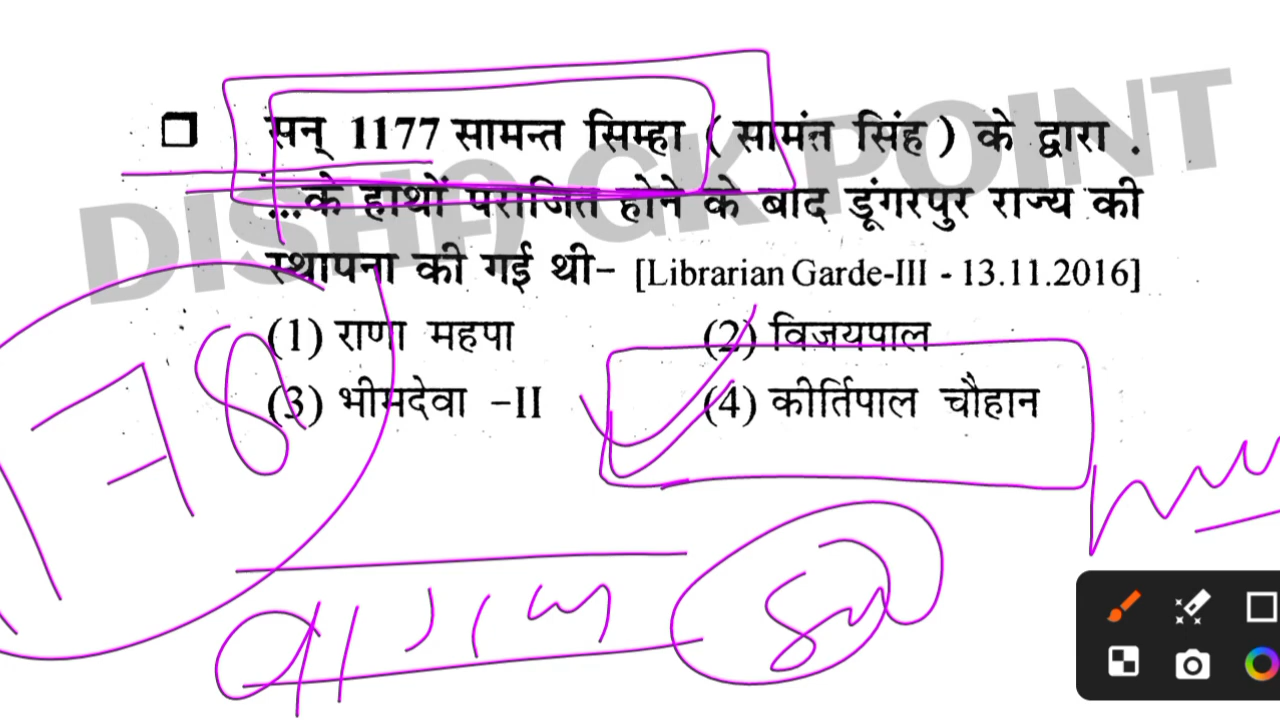 सन् 1177 सामन्त सिम्हा ( सामंत सिंह ) के द्वारा .
...के हाथों पराजित होने के बाद डूंगरपुर राज्य की
स्थापना की गई थी– [Librarian Garde-III - 13.11.2016]
(1) राणा महपा (2) विजयपाल
(3) भीमदेवा –II (4) कीर्तिपाल चौहान
GK POINT
78